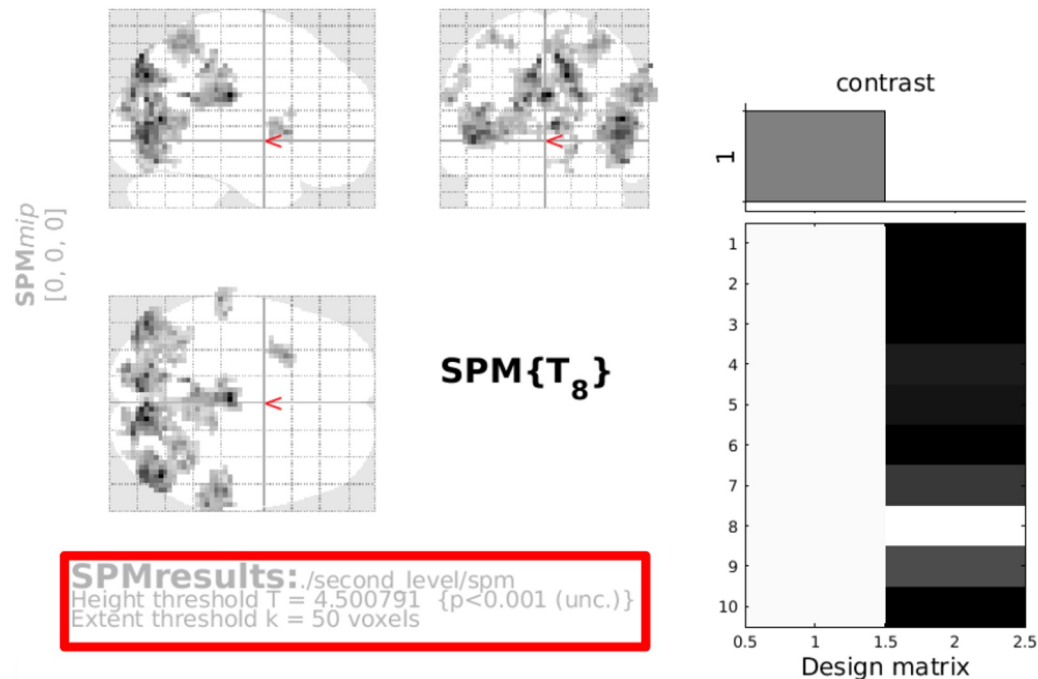 SPMmip
[0, 0, 0]
<
<
<
SPM{T8}
SPMresults: ./second_level/spm
Height threshold T = 4.500791 {p<0.001 (unc.)}
Extent threshold k = 50 voxels
contrast
1
1
2
3
4
5
6
7
8
9
10
0.5 1 1.5 2 2.5
Design matrix